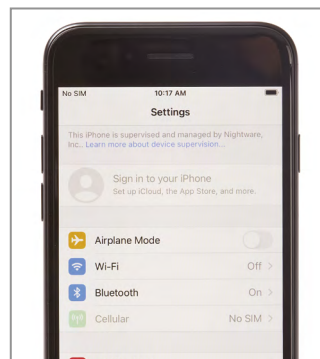 No SIM 10:17 AM
Settings
This iPhone is supervised and managed by Nightware,
Inc.. Learn more about device supervision...
Sign in to your iPhone
Set up iCloud, the App Store, and more.
Airplane Mode
Wi-Fi Off
Bluetooth On
Cellular No SIM